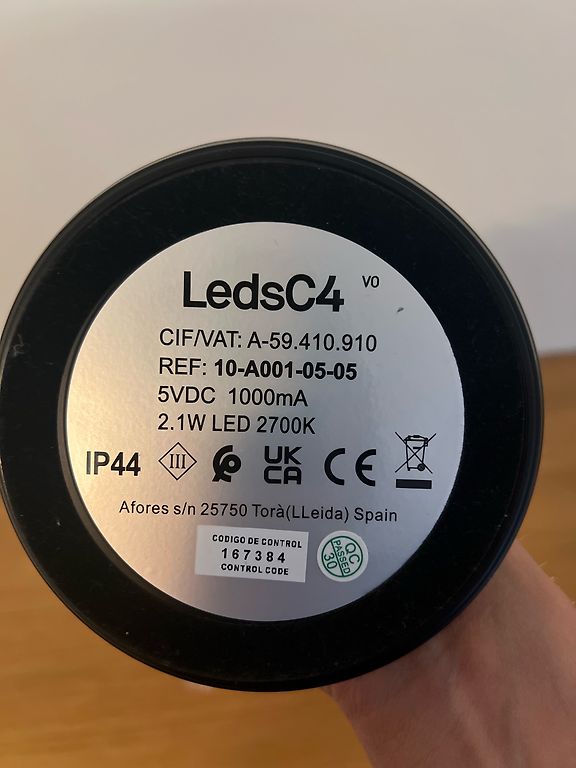 LedsC4 V0
CIF/VAT: A-59.410.910
REF: 10-A001-05-05
5VDC 1000mA
2.1W LED 2700K
IP44 III UK CA CE
Afores s/n 25750 Torà(LLeida) Spain
CODIGO DE CONTROL
167384
CONTROL CODE
QC
PASSED
30